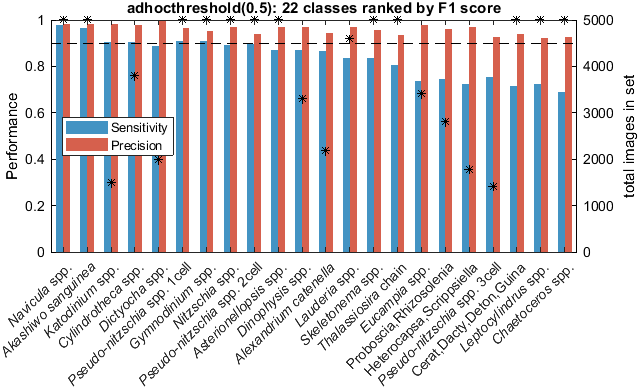 adhocthreshold(0.5): 22 classes ranked by F1 score
Performance
1
0.8
0.6
0.4
0.2
0
Sensitivity
Precision
5000
4000
3000
2000
1000
0
total images in set
Navicula spp.
Akashiwo sanguinea
Katodinium spp.
Cylindrotheca spp.
Dictyocha spp.
Pseudo-nitzschia spp. 1cell
Gymnodinium spp.
Nitzschia spp.
Pseudo-nitzschia spp. 2cell
Asterionellopsis spp.
Dinophysis spp.
Alexandrium catenella
Lauderia spp.
Skeletonema spp.
Thalassiosira chain
Eucampia spp.
Proboscia,Rhizosolenia
Heterocapsa,Scrippsiella
Pseudo-nitzschia spp. 3cell
Cerat,Dacty,Deton,Guina
Leptocylindrus spp.
Chaetoceros spp.